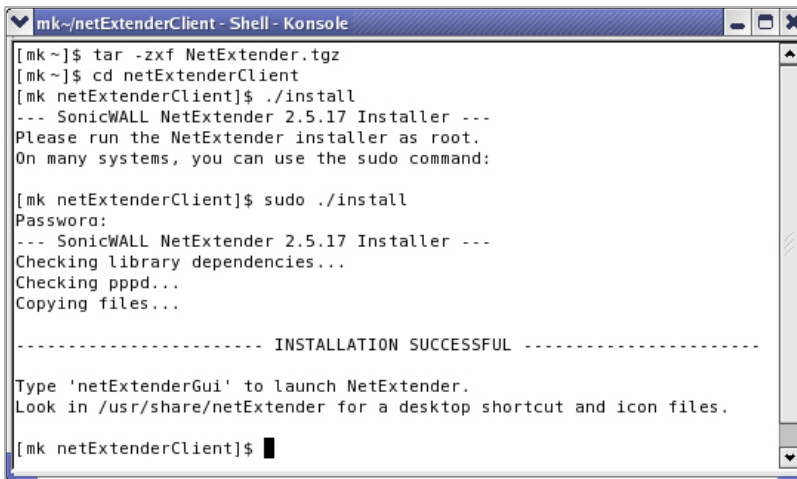 mk~/netExtenderClient - Shell - Konsole
[mk ~]$ tar -zxf NetExtender.tgz
[mk ~]$ cd netExtenderClient
[mk netExtenderClient]$ ./install
--- SonicWALL NetExtender 2.5.17 Installer ---
Please run the NetExtender installer as root.
On many systems, you can use the sudo command:
[mk netExtenderClient]$ sudo ./install
Password:
--- SonicWALL NetExtender 2.5.17 Installer ---
Checking library dependencies...
Checking pppd...
Copying files...
------------------------ INSTALLATION SUCCESSFUL -----------------------
Type 'netExtenderGui' to launch NetExtender.
Look in /usr/share/netExtender for a desktop shortcut and icon files.
[mk netExtenderClient]$